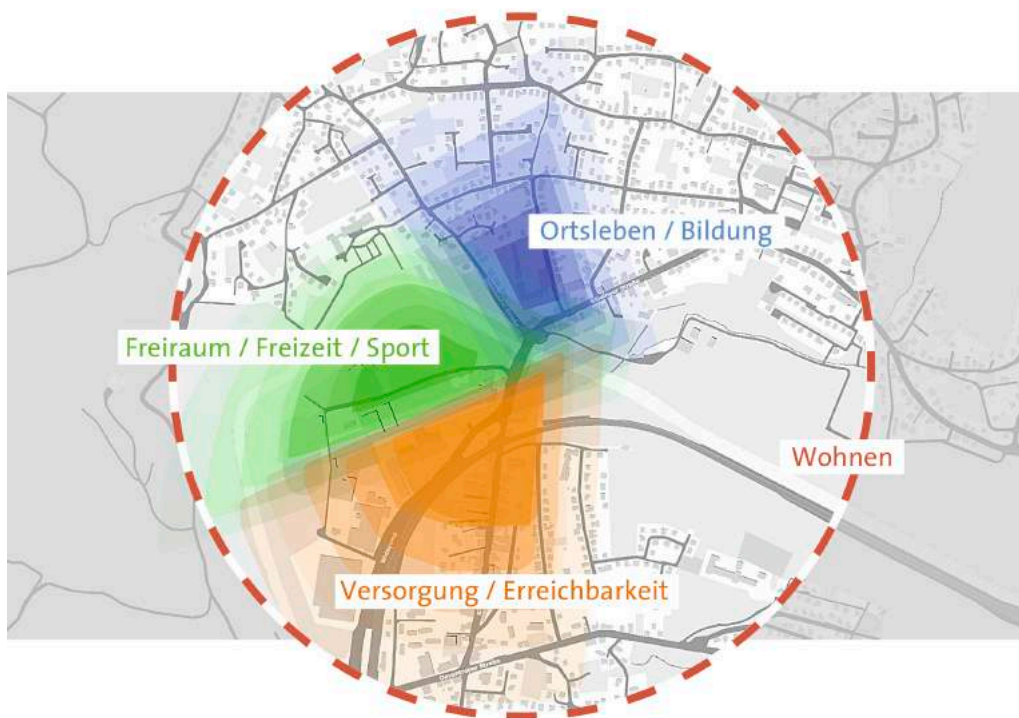 Ortsleben / Bildung
Freiraum / Freizeit / Sport
Wohnen
Versorgung / Erreichbarkeit